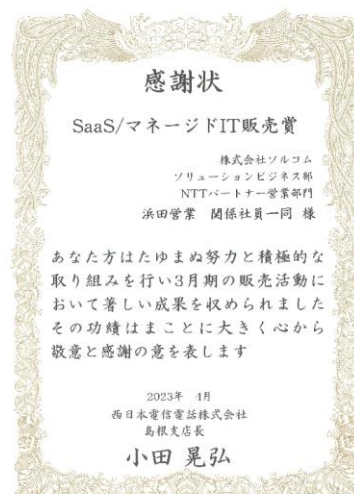 感謝状
SaaS/マネージドIT販売賞
株式会社ソルコム
ソリューションビジネス部
NTTパートナー営業部門
浜田営業　関係社員一同 様
あなた方はたゆまぬ努力と積極的な
取り組みを行い3月期の販売活動に
おいて著しい成果を収められました
その功績はまことに大きく心から
敬意と感謝の意を表します
2023年　4月
西日本電信電話株式会社
島根支店長
小田 晃弘